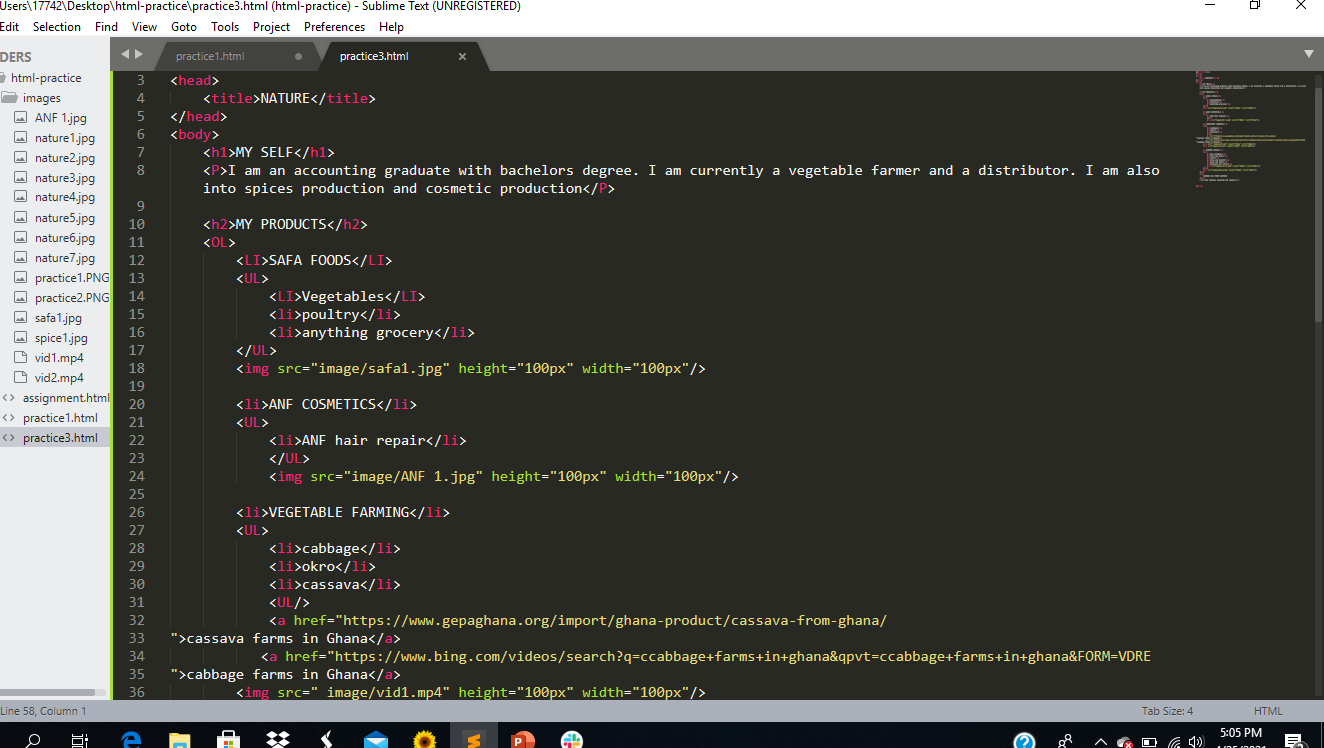 Users\17742\Desktop\html-practice\practice3.html (html-practice) - Sublime Text (UNREGISTERED)
Edit Selection Find View Goto Tools Project Preferences Help
DERS
html-practice
images
ANF 1.jpg
nature1.jpg
nature2.jpg
nature3.jpg
nature4.jpg
nature5.jpg
nature6.jpg
nature7.jpg
practice1.PNG
practice2.PNG
safa1.jpg
spice1.jpg
vid1.mp4
vid2.mp4
assignment.html
practice1.html
practice3.html
practice1.html practice3.html
3 <head>
4 <title>NATURE</title>
5 </head>
6 <body>
7 <h1>MY SELF</h1>
8 <P>I am an accounting graduate with bachelors degree. I am currently a vegetable farmer and a distributor. I am also
into spices production and cosmetic production</P>
9
10 <h2>MY PRODUCTS</h2>
11 <OL>
12 <LI>SAFA FOODS</LI>
13 <UL>
14 <LI>Vegetables</LI>
15 <li>poultry</li>
16 <li>anything grocery</li>
17 </UL>
18 <img src="image/safa1.jpg" height="100px" width="100px"/>
19
20 <li>ANF COSMETICS</li>
21 <UL>
22 <li>ANF hair repair</li>
23 </UL>
24 <img src="image/ANF 1.jpg" height="100px" width="100px"/>
25
26 <li>VEGETABLE FARMING</li>
27 <UL>
28 <li>cabbage</li>
29 <li>okro</li>
30 <li>cassava</li>
31 <UL/>
32 <a href="https://www.gepaghana.org/import/ghana-product/cassava-from-ghana/
33 ">cassava farms in Ghana</a>
34 <a href="https://www.bing.com/videos/search?q=ccabbage+farms+in+ghana&qpvt=ccabbage+farms+in+ghana&FORM=VDRE
35 ">cabbage farms in Ghana</a>
36 <img src=" image/vid1.mp4" height="100px" width="100px"/>
Line 58, Column 1 Tab Size: 4 HTML
5:05 PM